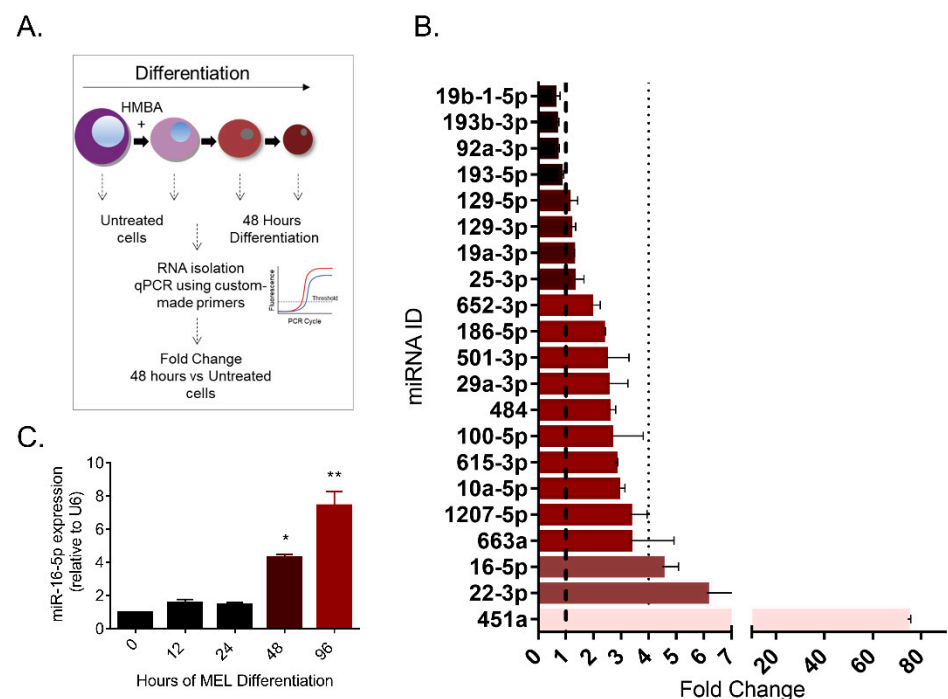 A.
Differentiation
HMBA
+
Untreated
cells
48 Hours
Differentiation
RNA isolation
qPCR using custom-
made primers
Fluorescence
Threshold
PCR Cycle
Fold Change
48 hours vs Untreated
cells
B.
miRNA ID
19b-1-5p
193b-3p
92a-3p
193-5p
129-5p
129-3p
19a-3p
25-3p
652-3p
186-5p
501-3p
29a-3p
484
100-5p
615-3p
10a-5p
1207-5p
663a
16-5p
22-3p
451a
0 1 2 3 4 5 6 7 20 40 60 80
Fold Change
C.
miR-16-5p expression
(relative to U6)
10
8
6
4
2
0
*
**
0 12 24 48 96
Hours of MEL Differentiation